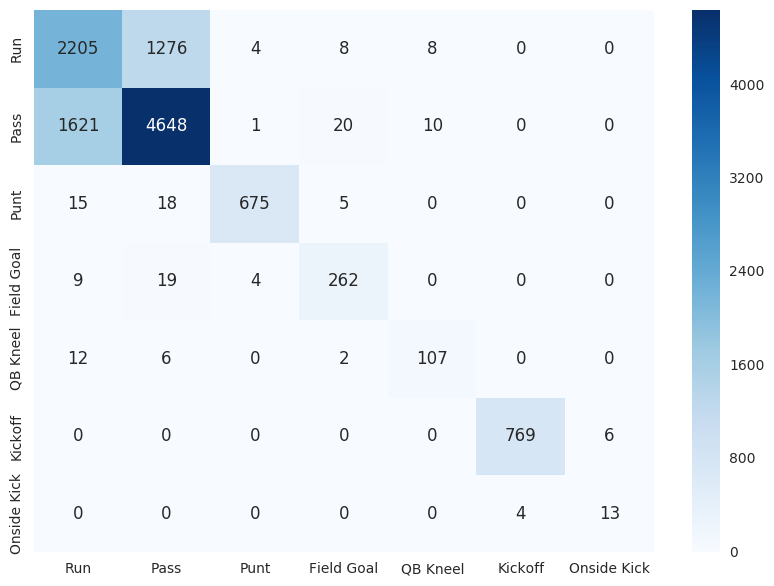 Run 2205 1276 4 8 8 0 0
Pass 1621 4648 1 20 10 0 0
Punt 15 18 675 5 0 0 0
Field Goal 9 19 4 262 0 0 0
QB Kneel 12 6 0 2 107 0 0
Kickoff 0 0 0 0 0 769 6
Onside Kick 0 0 0 0 0 4 13
Run Pass Punt Field Goal QB Kneel Kickoff Onside Kick
4000
3200
2400
1600
800
0